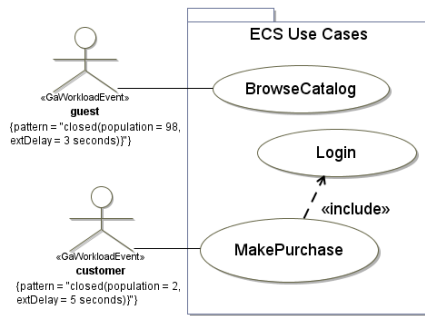 ECS Use Cases
BrowseCatalog
«GaWorkloadEvent»
guest
{pattern = "closed(population = 98,
extDelay = 3 seconds)}"}
Login
«include»
MakePurchase
«GaWorkloadEvent»
customer
{pattern = "closed(population = 2,
extDelay = 5 seconds)}"}